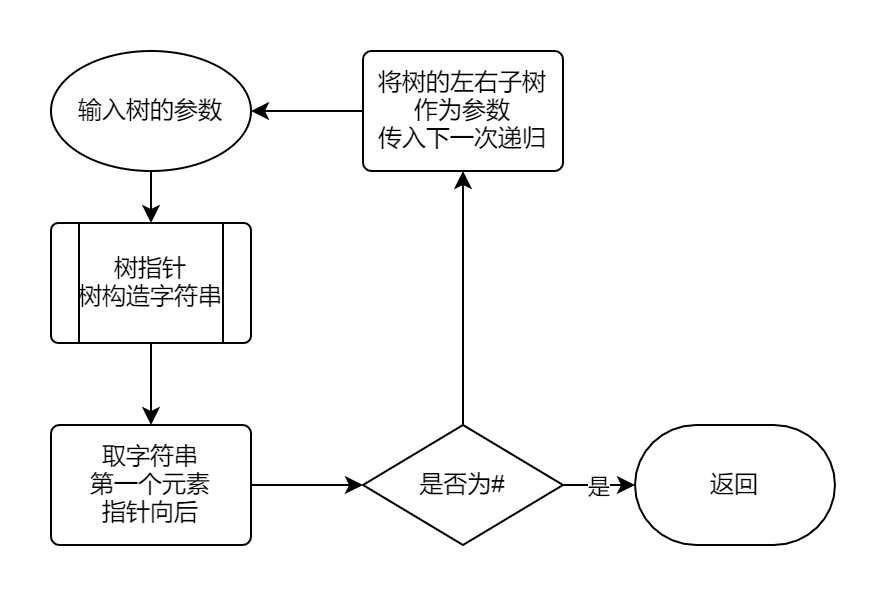 输入树的参数
将树的左右子树
作为参数
传入下一次递归
树指针
树构造字符串
取字符串
第一个元素
指针向后
是否为#
是
返回